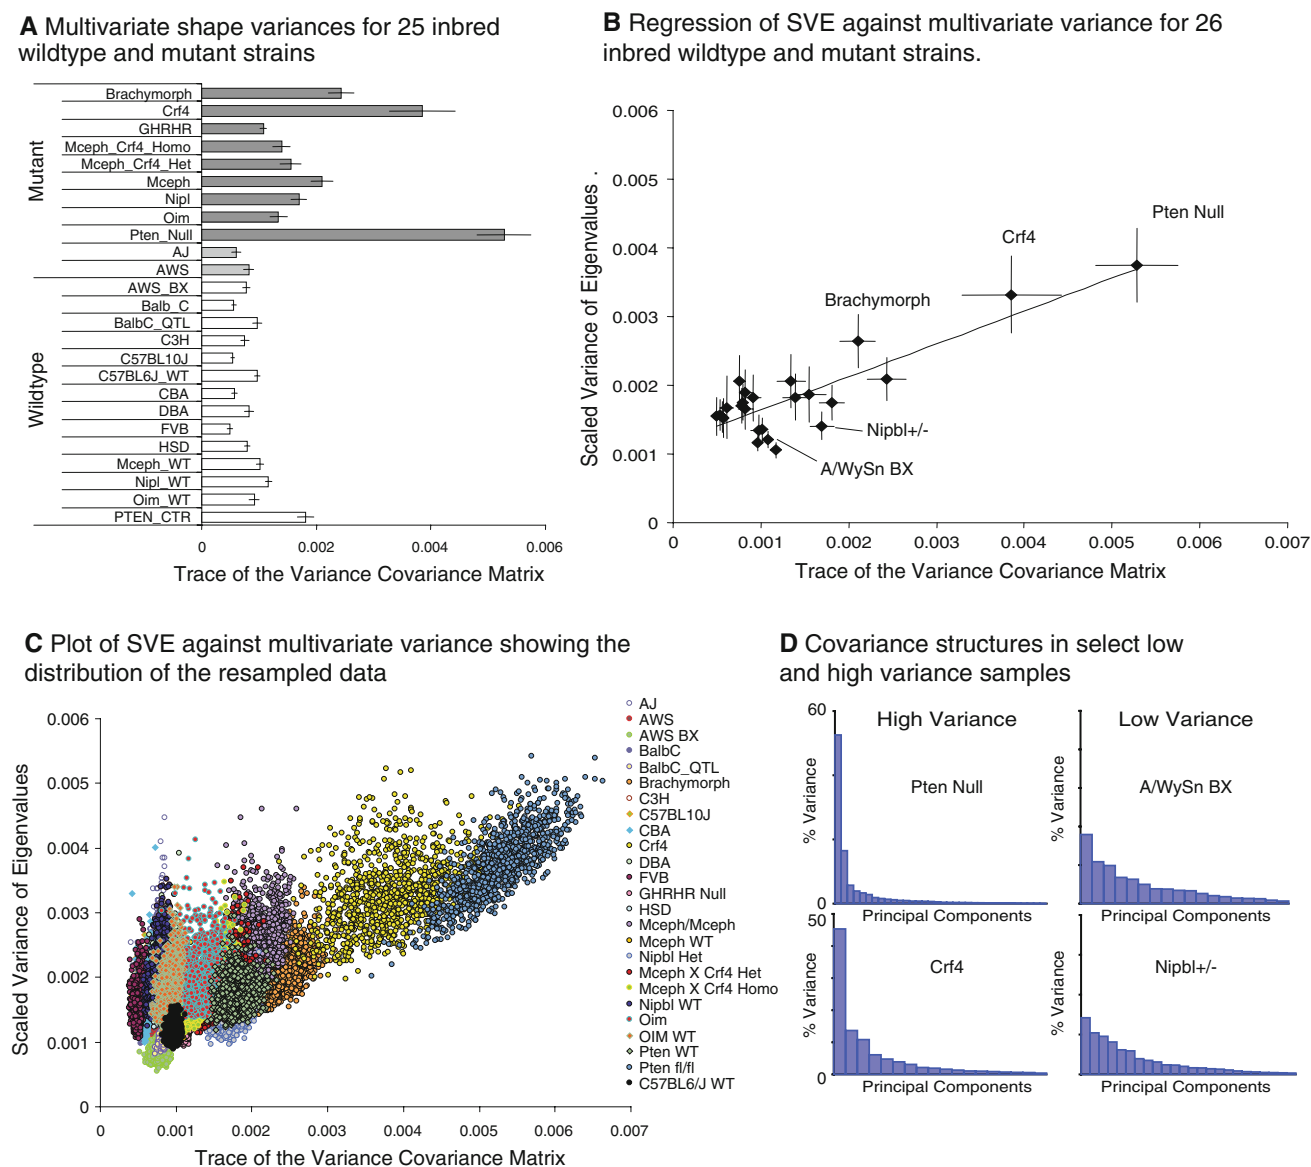 A Multivariate shape variances for 25 inbred
wildtype and mutant strains
Mutant
Wildtype
Brachymorph
Crf4
GHRHR
Mceph_Crf4_Homo
Mceph_Crf4_Het
Mceph
Nipl
Oim
Pten_Null
AJ
AWS
AWS_BX
Balb_C
BalbC_QTL
C3H
C57BL10J
C57BL6J_WT
CBA
DBA
FVB
HSD
Mceph_WT
Nipl_WT
Oim_WT
PTEN_CTR
0 0.002 0.004 0.006
Trace of the Variance Covariance Matrix
B Regression of SVE against multivariate variance for 26
inbred wildtype and mutant strains.
Scaled Variance of Eigenvalues .
0.006
0.005
0.004
0.003
0.002
0.001
0
Pten Null
Crf4
Brachymorph
Nipbl+/-
A/WySn BX
0 0.001 0.002 0.003 0.004 0.005 0.006 0.007
Trace of the Variance Covariance Matrix
C Plot of SVE against multivariate variance showing the
distribution of the resampled data
Scaled Variance of Eigenvalues
0.006
0.005
0.004
0.003
0.002
0.001
0
0 0.001 0.002 0.003 0.004 0.005 0.006 0.007
Trace of the Variance Covariance Matrix
AJ
AWS
AWS BX
BalbC
BalbC_QTL
Brachymorph
C3H
C57BL10J
CBA
Crf4
DBA
FVB
GHRHR Null
HSD
Mceph/Mceph
Mceph WT
Nipbl Het
Mceph X Crf4 Het
Mceph X Crf4 Homo
Nipbl WT
Oim
OIM WT
Pten WT
Pten fl/fl
C57BL6/J WT
D Covariance structures in select low
and high variance samples
60
% Variance
0
High Variance
Pten Null
Principal Components
% Variance
Low Variance
A/WySn BX
Principal Components
50
% Variance
0
Crf4
Principal Components
% Variance
Nipbl+/-
Principal Components